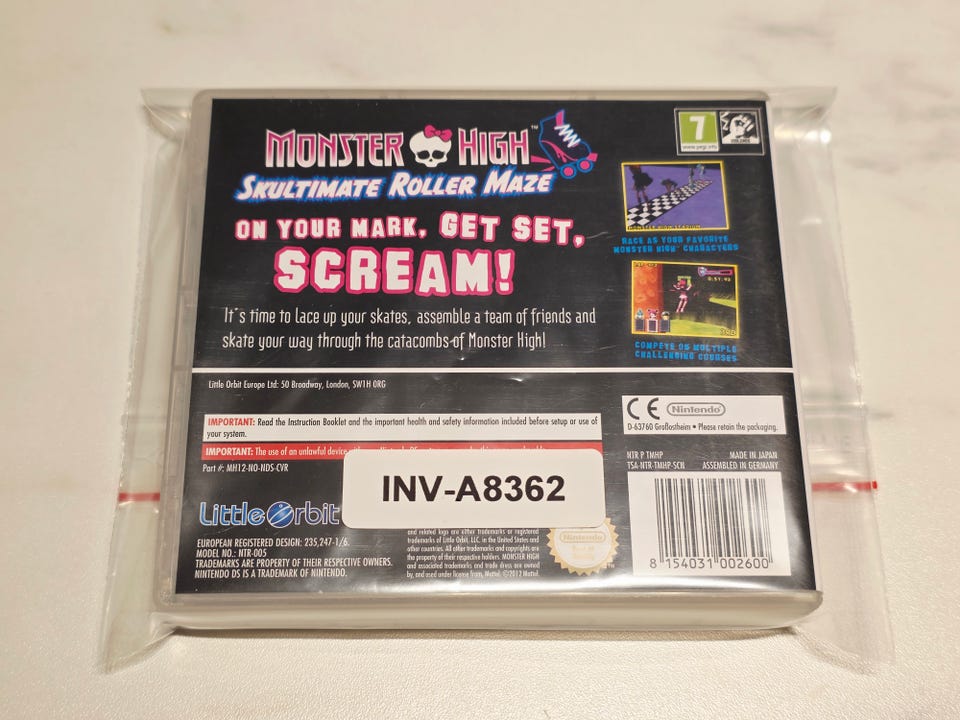 MONSTER HIGH™
SKULTIMATE ROLLER MAZE
ON YOUR MARK, GET SET,
SCREAM!
It's time to lace up your skates, assemble a team of friends and
skate your way through the catacombs of Monster High!
7
www.pegi.info
VIOLENCE
MONSTER HIGH STADIUM
RACE AS YOUR FAVORITE
MONSTER HIGH™ CHARACTERS
COMPETE ON MULTIPLE
CHALLENGING COURSES
Little Orbit Europe Ltd: 50 Broadway, London, SW1H 0RG
IMPORTANT: Read the Instruction Booklet and the important health and safety information included before setup or use of
your system.
IMPORTANT: The use of an unlawful device
Part #: MH12-NO-NDS-CVR
INV-A8362
Little Orbit
EUROPEAN REGISTERED DESIGN: 235,247-1/6.
MODEL NO.: NTR-005
TRADEMARKS ARE PROPERTY OF THEIR RESPECTIVE OWNERS.
NINTENDO DS IS A TRADEMARK OF NINTENDO.
and related logos are either trademarks or registered
trademarks of Little Orbit, LLC. in the United States and
other countries. All other trademarks and copyrights are
the property of their respective holders. MONSTER HIGH
and associated trademarks and trade dress are owned
by, and used under license from, Mattel. ©2012 Mattel.
Nintendo
CE Nintendo
D-63760 Großostheim • Please retain the packaging.
NTR P TMHP MADE IN JAPAN
TSA-NTR-TMHP-SCN ASSEMBLED IN GERMANY
8 154031 002600